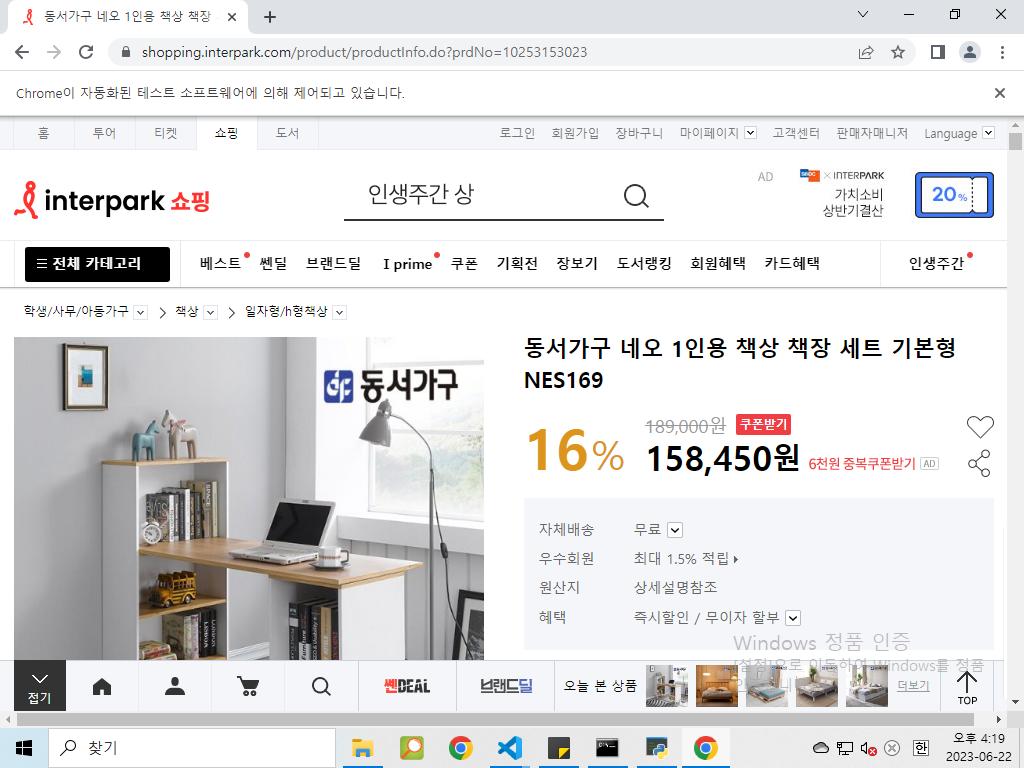 동서가구 네오 1인용 책상 책장
shopping.interpark.com/product/productInfo.do?prdNo=10253153023
Chrome이 자동화된 테스트 소프트웨어에 의해 제어되고 있습니다.
홈 투어 티켓 쇼핑 도서 로그인 회원가입 장바구니 마이페이지 고객센터 판매자매니저 Language
interpark 쇼핑
인생주간 상
AD
× INTERPARK
가치소비
상반기결산
20%
전체 카테고리 베스트 쎈딜 브랜드딜 I prime 쿠폰 기획전 장보기 도서랭킹 회원혜택 카드혜택 인생주간
학생/사무/아동가구 > 책상 > 일자형/h형책상
동서가구
동서가구 네오 1인용 책상 책장 세트 기본형
NES169
16%
189,000원 쿠폰받기
158,450원 6천원 중복쿠폰받기 AD
자체배송 무료
우수회원 최대 1.5% 적립
원산지 상세설명참조
혜택 즉시할인 / 무이자 할부
Windows 정품 인증
[설정]으로 이동하여 Windows를 정품
접기
쎈DEAL
브랜드딜
오늘 본 상품
더보기
TOP
찾기
한
오후 4:19
2023-06-22